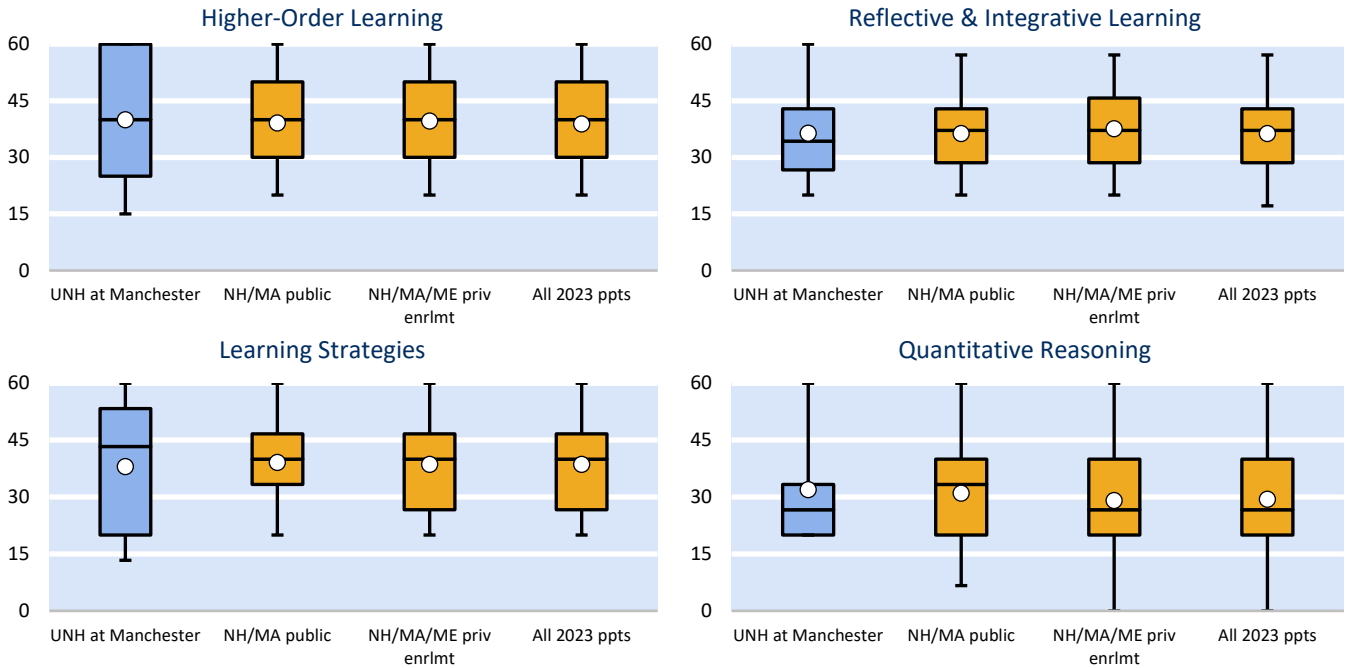 Higher-Order Learning
60
45
30
15
0
UNH at Manchester
NH/MA public
NH/MA/ME priv
enrlmt
All 2023 ppts
Reflective & Integrative Learning
60
45
30
15
0
UNH at Manchester
NH/MA public
NH/MA/ME priv
enrlmt
All 2023 ppts
Learning Strategies
60
45
30
15
0
UNH at Manchester
NH/MA public
NH/MA/ME priv
enrlmt
All 2023 ppts
Quantitative Reasoning
60
45
30
15
0
UNH at Manchester
NH/MA public
NH/MA/ME priv
enrlmt
All 2023 ppts